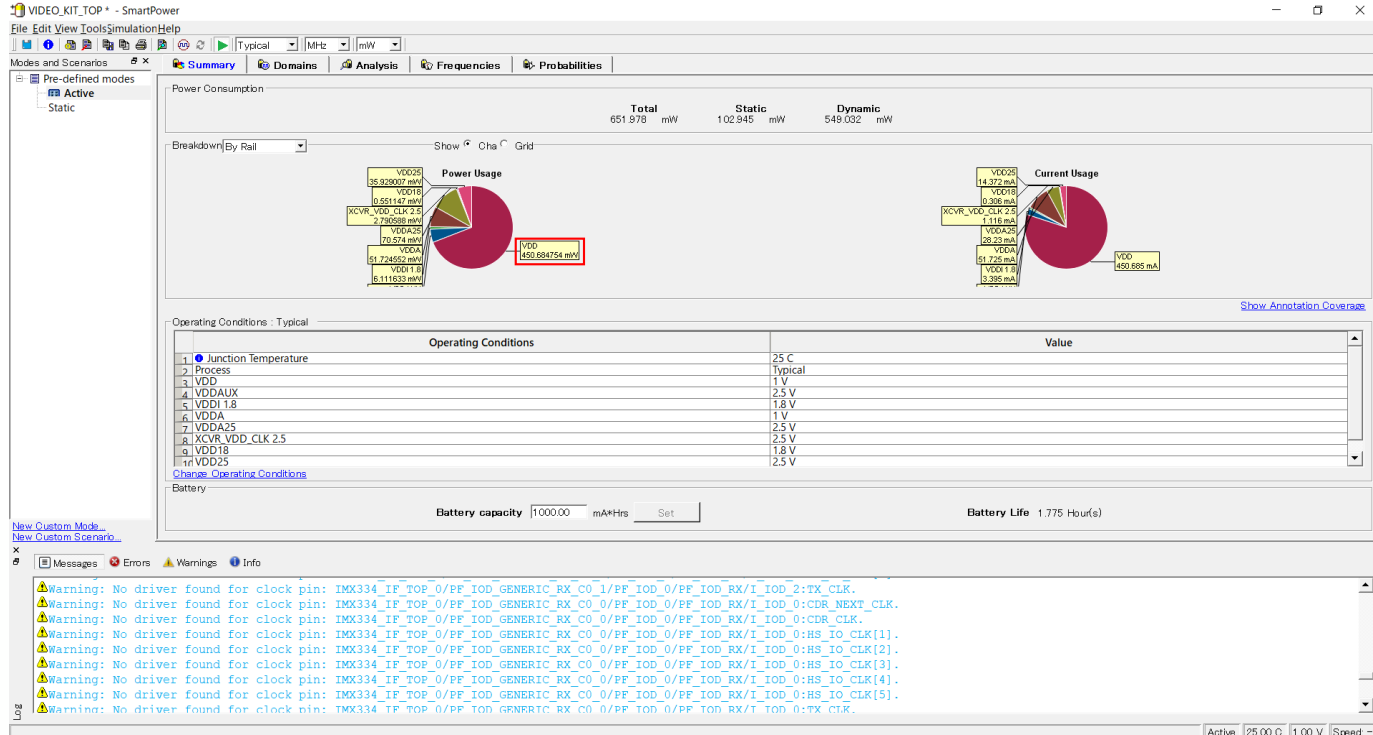 VIDEO_KIT_TOP * - SmartPower
File Edit View Tools Simulation Help
Typical MHz mW
Modes and Scenarios
Summary Domains Analysis Frequencies Probabilities
Pre-defined modes
Active
Static
Power Consumption
Total Static Dynamic
651.978 mW 102.945 mW 549.032 mW
Breakdown By Rail Show Cha Grid
Power Usage
VDD25
35.929007 mW
VDD18
0.551147 mW
XCVR_VDD_CLK 2.5
2.790588 mW
VDDA25
70.574 mW
VDDA
51.724552 mW
VDDI 1.8
6.111633 mW
VDD
450.684754 mW
Current Usage
VDD25
14.372 mA
VDD18
0.306 mA
XCVR_VDD_CLK 2.5
1.116 mA
VDDA25
28.23 mA
VDDA
51.725 mA
VDDI 1.8
3.395 mA
VDD
450.685 mA
Show Annotation Coverage
Operating Conditions : Typical
Operating Conditions Value
1 Junction Temperature 25 C
2 Process Typical
3 VDD 1 V
4 VDDAUX 2.5 V
5 VDDI 1.8 1.8 V
6 VDDA 1 V
7 VDDA25 2.5 V
8 XCVR_VDD_CLK 2.5 2.5 V
9 VDD18 1.8 V
10 VDD25 2.5 V
Change Operating Conditions
Battery
Battery capacity 1000.00 mA*Hrs Set Battery Life 1.775 Hour(s)
New Custom Mode...
New Custom Scenario...
Messages Errors Warnings Info
Warning: No driver found for clock pin: IMX334_IF_TOP_0/PF_IOD_GENERIC_RX_C0_1/PF_IOD_0/PF_IOD_RX/I_IOD_2:TX_CLK.
Warning: No driver found for clock pin: IMX334_IF_TOP_0/PF_IOD_GENERIC_RX_C0_0/PF_IOD_0/PF_IOD_RX/I_IOD_0:CDR_NEXT_CLK.
Warning: No driver found for clock pin: IMX334_IF_TOP_0/PF_IOD_GENERIC_RX_C0_0/PF_IOD_0/PF_IOD_RX/I_IOD_0:CDR_CLK.
Warning: No driver found for clock pin: IMX334_IF_TOP_0/PF_IOD_GENERIC_RX_C0_0/PF_IOD_0/PF_IOD_RX/I_IOD_0:HS_IO_CLK[1].
Warning: No driver found for clock pin: IMX334_IF_TOP_0/PF_IOD_GENERIC_RX_C0_0/PF_IOD_0/PF_IOD_RX/I_IOD_0:HS_IO_CLK[2].
Warning: No driver found for clock pin: IMX334_IF_TOP_0/PF_IOD_GENERIC_RX_C0_0/PF_IOD_0/PF_IOD_RX/I_IOD_0:HS_IO_CLK[3].
Warning: No driver found for clock pin: IMX334_IF_TOP_0/PF_IOD_GENERIC_RX_C0_0/PF_IOD_0/PF_IOD_RX/I_IOD_0:HS_IO_CLK[4].
Warning: No driver found for clock pin: IMX334_IF_TOP_0/PF_IOD_GENERIC_RX_C0_0/PF_IOD_0/PF_IOD_RX/I_IOD_0:HS_IO_CLK[5].
Warning: No driver found for clock pin: IMX334_IF_TOP_0/PF_IOD_GENERIC_RX_C0_0/PF_IOD_0/PF_IOD_RX/I_IOD_0:TX_CLK.
Log
Active 25.00 C 1.00 V Speed: -